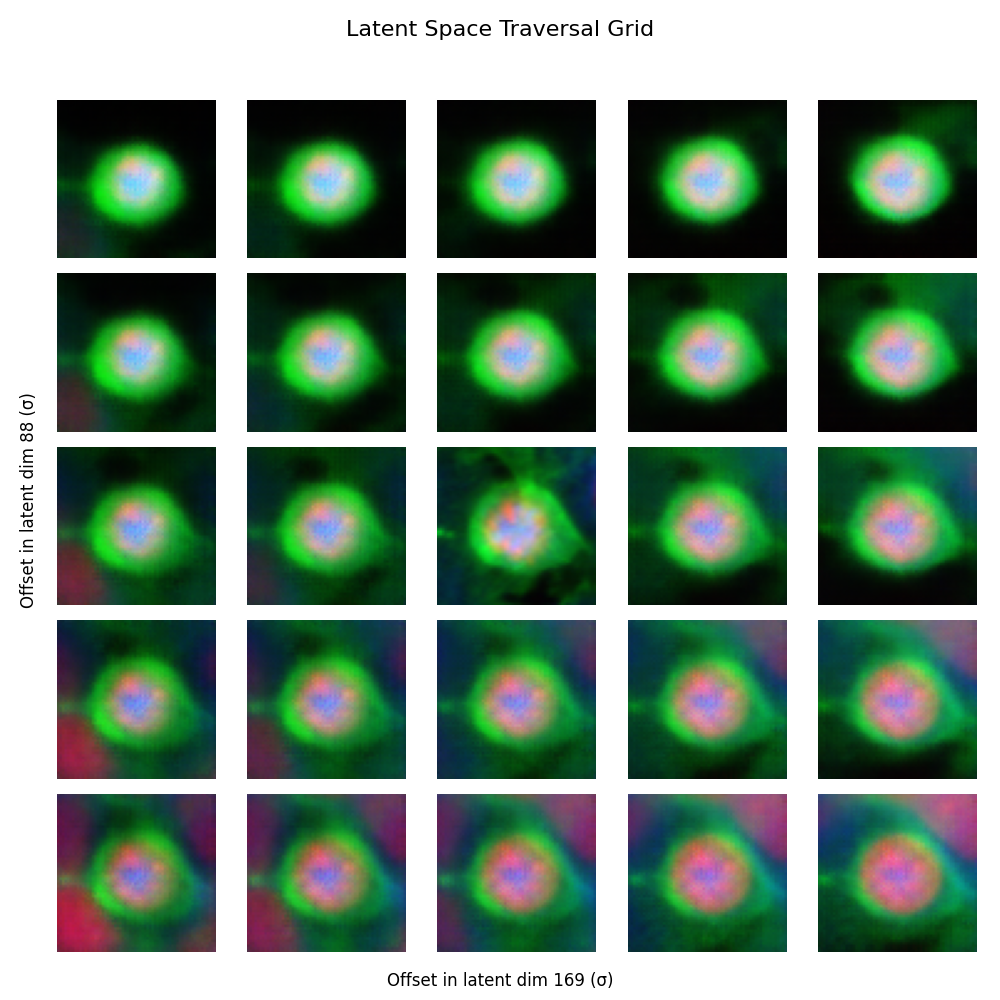 Latent Space Traversal Grid
Offset in latent dim 88 (σ)
Offset in latent dim 169 (σ)